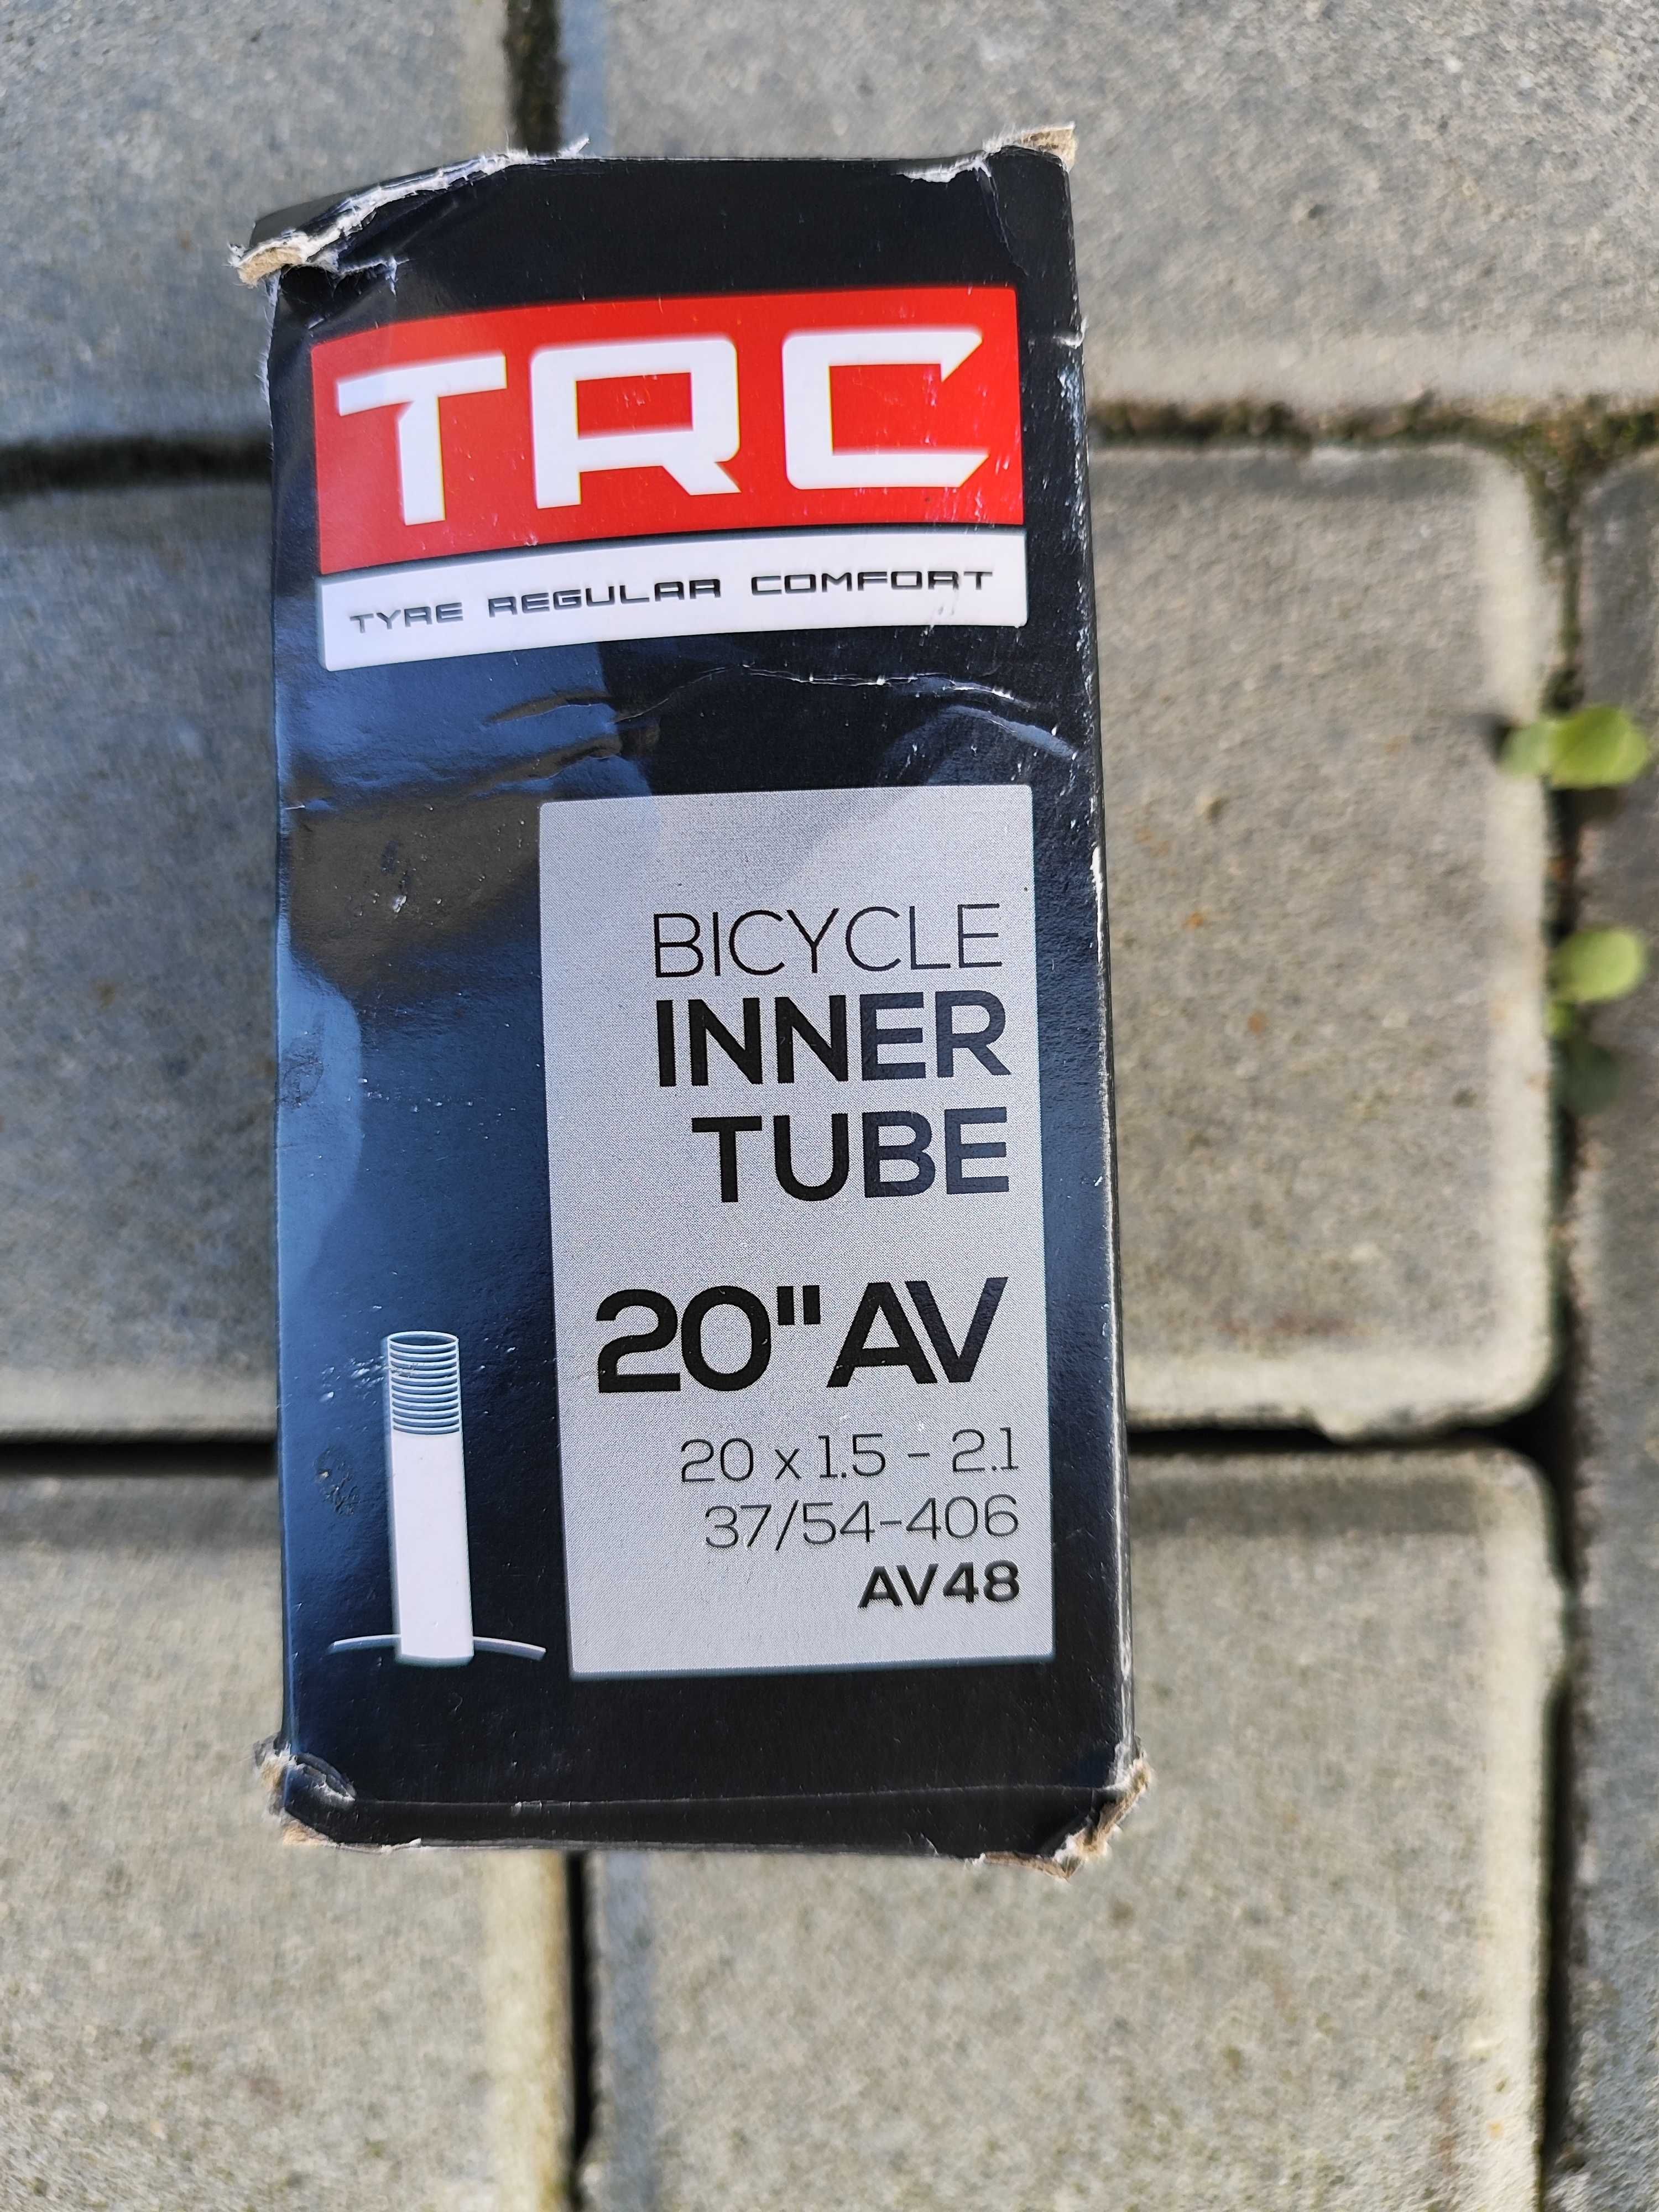 TRC
TYRE REGULAR COMFORT
BICYCLE
INNER
TUBE
20" AV
20 x 1.5 - 2.1
37/54-406
AV48